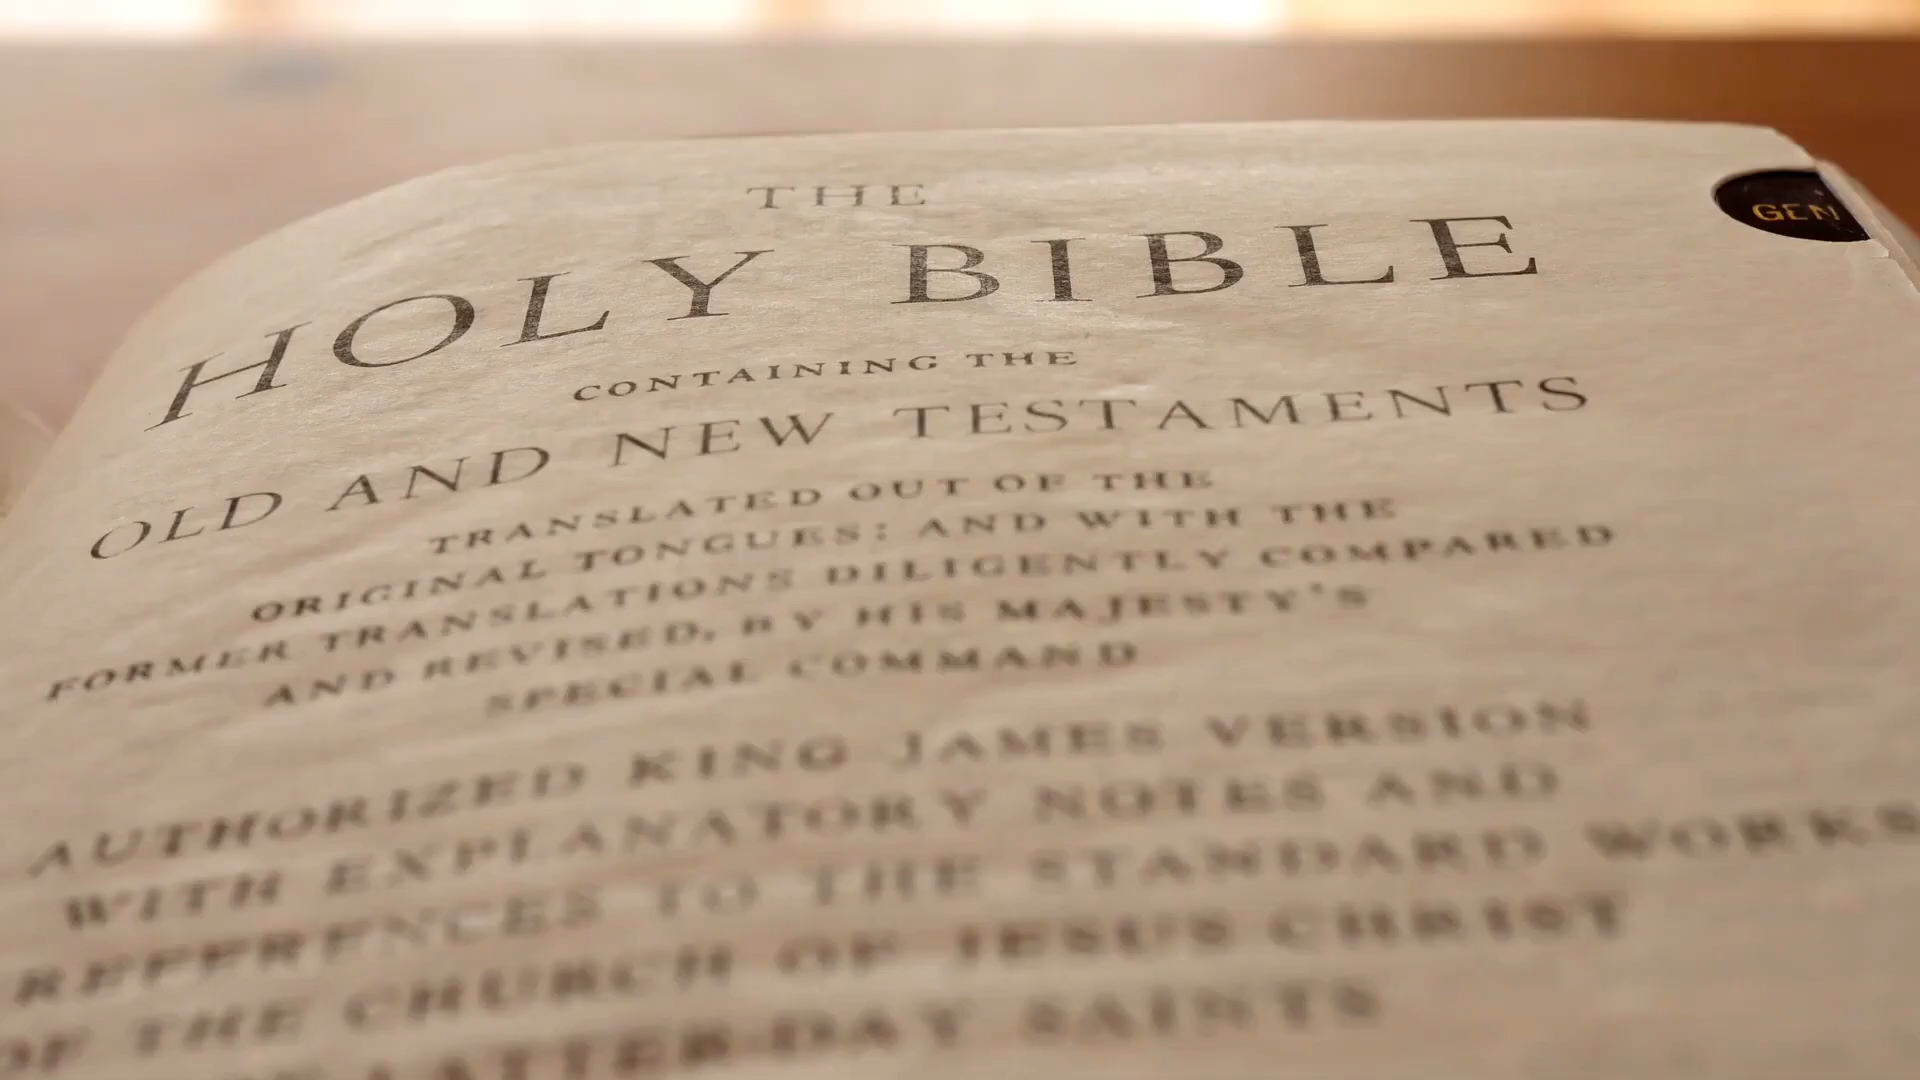 THE
GEN
HOLY BIBLE
CONTAINING THE
OLD AND NEW TESTAMENTS
TRANSLATED OUT OF THE
ORIGINAL TONGUES: AND WITH THE
FORMER TRANSLATIONS DILIGENTLY COMPARED
AND REVISED, BY HIS MAJESTY'S
SPECIAL COMMAND
AUTHORIZED KING JAMES VERSION
WITH EXPLANATORY NOTES AND
REFERENCES TO THE STANDARD WORKS
OF THE CHURCH OF JESUS CHRIST
LATTER-DAY SAINTS